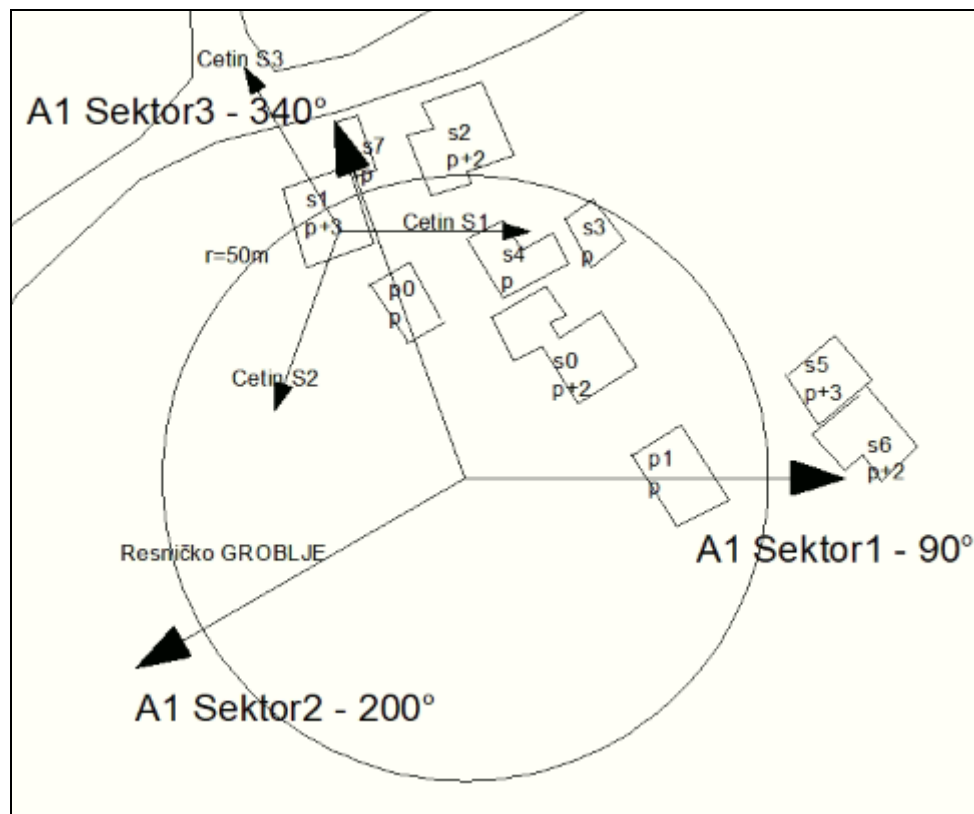 Cetin S3
A1 Sektor3 - 340°
s7
p
s2
p+2
s1
p+3
Cetin S1
s3
p
r=50m
s4
p
p0
p
s0
p+2
Cetin S2
s5
p+3
s6
p+2
p1
p
Resničko GROBLJE
A1 Sektor1 - 90°
A1 Sektor2 - 200°